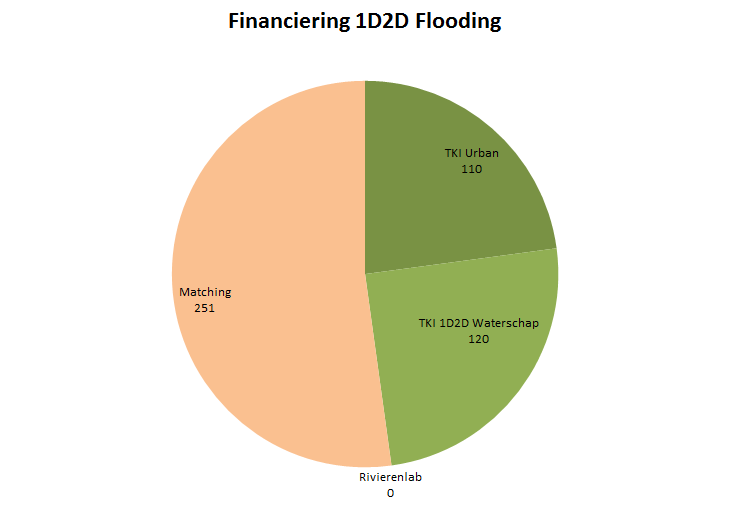 Financiering 1D2D Flooding
TKI Urban
110
TKI 1D2D Waterschap
120
Rivierenlab
0
Matching
251